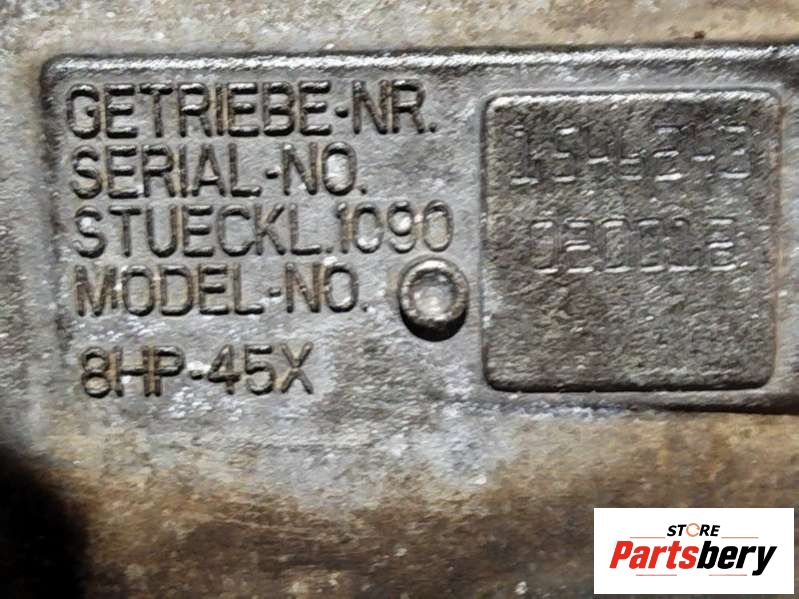 GETRIEBE-NR.
SERIAL-NO.
STUECKL.1090
MODEL-NO.
8HP-45X
STORE
Partsbery